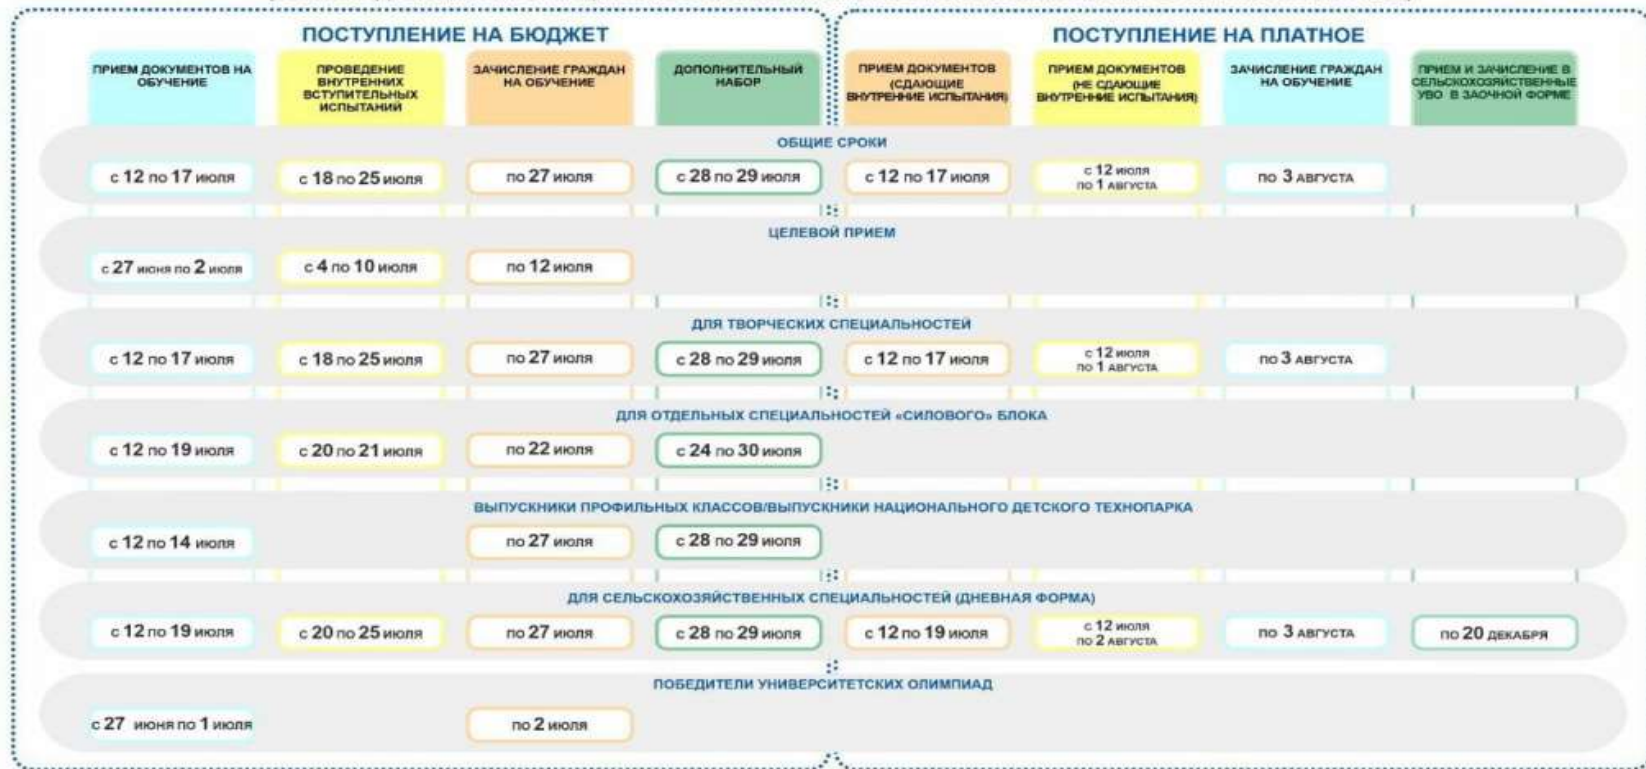 ПОСТУПЛЕНИЕ НА БЮДЖЕТ
ПОСТУПЛЕНИЕ НА ПЛАТНОЕ
ПРИЕМ ДОКУМЕНТОВ НА
ОБУЧЕНИЕ
ПРОВЕДЕНИЕ
ВНУТРЕННИХ
ВСТУПИТЕЛЬНЫХ
ИСПЫТАНИЙ
ЗАЧИСЛЕНИЕ ГРАЖДАН
НА ОБУЧЕНИЕ
ДОПОЛНИТЕЛЬНЫЙ
НАБОР
ПРИЕМ ДОКУМЕНТОВ
(СДАЮЩИЕ
ВНУТРЕННИЕ ИСПЫТАНИЯ)
ПРИЕМ ДОКУМЕНТОВ
(НЕ СДАЮЩИЕ
ВНУТРЕННИЕ ИСПЫТАНИЯ)
ЗАЧИСЛЕНИЕ ГРАЖДАН
НА ОБУЧЕНИЕ
ПРИЕМ И ЗАЧИСЛЕНИЕ В
СЕЛЬСКОХОЗЯЙСТВЕННЫЕ
УВО В ЗАОЧНОЙ ФОРМЕ
ОБЩИЕ СРОКИ
с 12 по 17 июля
с 18 по 25 июля
по 27 июля
с 28 по 29 июля
с 12 по 17 июля
с 12 июля
по 1 августа
по 3 августа
ЦЕЛЕВОЙ ПРИЕМ
с 27 июня по 2 июля
с 4 по 10 июля
по 12 июля
ДЛЯ ТВОРЧЕСКИХ СПЕЦИАЛЬНОСТЕЙ
с 12 по 17 июля
с 18 по 25 июля
по 27 июля
с 28 по 29 июля
с 12 по 17 июля
с 12 июля
по 1 августа
по 3 августа
ДЛЯ ОТДЕЛЬНЫХ СПЕЦИАЛЬНОСТЕЙ «СИЛОВОГО» БЛОКА
с 12 по 19 июля
с 20 по 21 июля
по 22 июля
с 24 по 30 июля
ВЫПУСКНИКИ ПРОФИЛЬНЫХ КЛАССОВ/ВЫПУСКНИКИ НАЦИОНАЛЬНОГО ДЕТСКОГО ТЕХНОПАРКА
с 12 по 14 июля
по 27 июля
с 28 по 29 июля
ДЛЯ СЕЛЬСКОХОЗЯЙСТВЕННЫХ СПЕЦИАЛЬНОСТЕЙ (ДНЕВНАЯ ФОРМА)
с 12 по 19 июля
с 20 по 25 июля
по 27 июля
с 28 по 29 июля
с 12 по 19 июля
с 12 июля
по 2 августа
по 3 августа
по 20 декабря
ПОБЕДИТЕЛИ УНИВЕРСИТЕТСКИХ ОЛИМПИАД
с 27 июня по 1 июля
по 2 июля